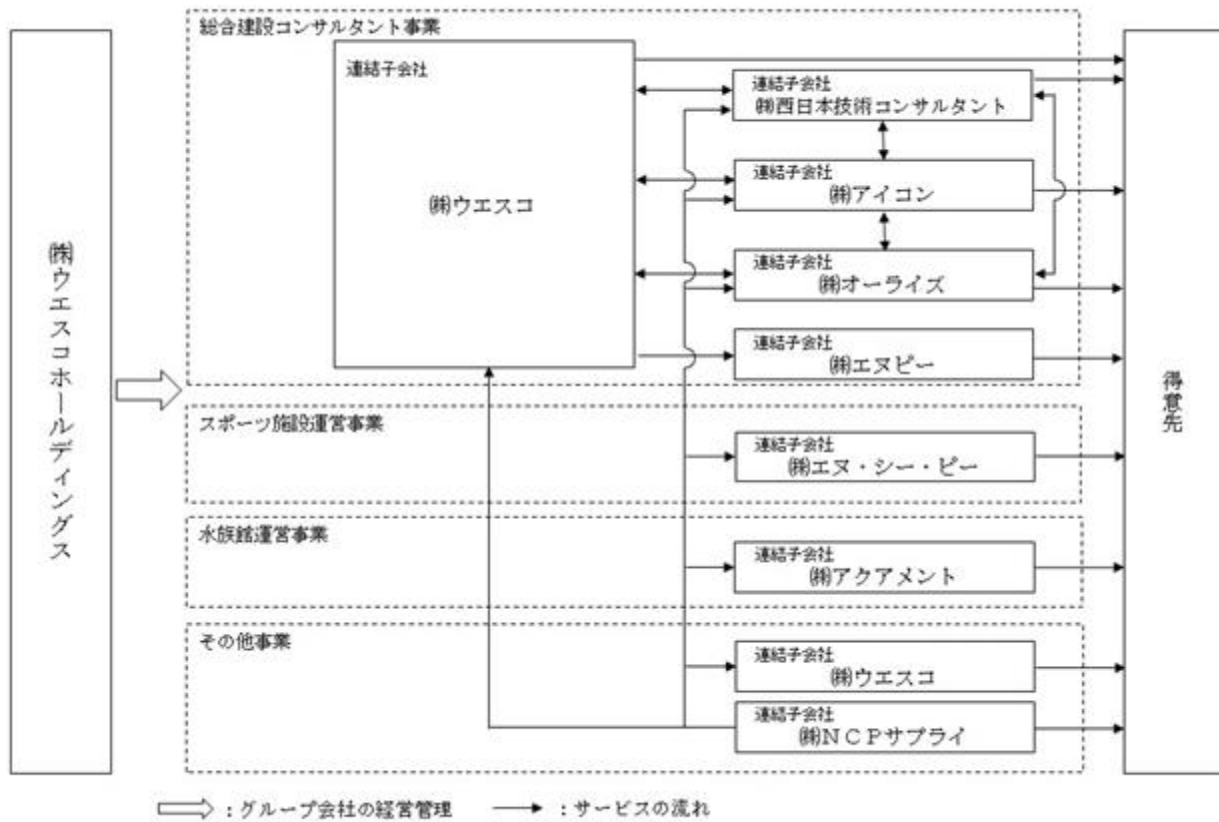 ㈱ウエスコホールディングス
総合建設コンサルタント事業
連結子会社
㈱ウエスコ
連結子会社
㈱西日本技術コンサルタント
連結子会社
㈱アイコン
連結子会社
㈱オーライズ
連結子会社
㈱エヌピー
スポーツ施設運営事業
連結子会社
㈱エヌ・シー・ピー
水族館運営事業
連結子会社
㈱アクアメント
その他事業
連結子会社
㈱ウエスコ
連結子会社
㈱ＮＣＰサプライ
得意先
：グループ会社の経営管理
：サービスの流れ